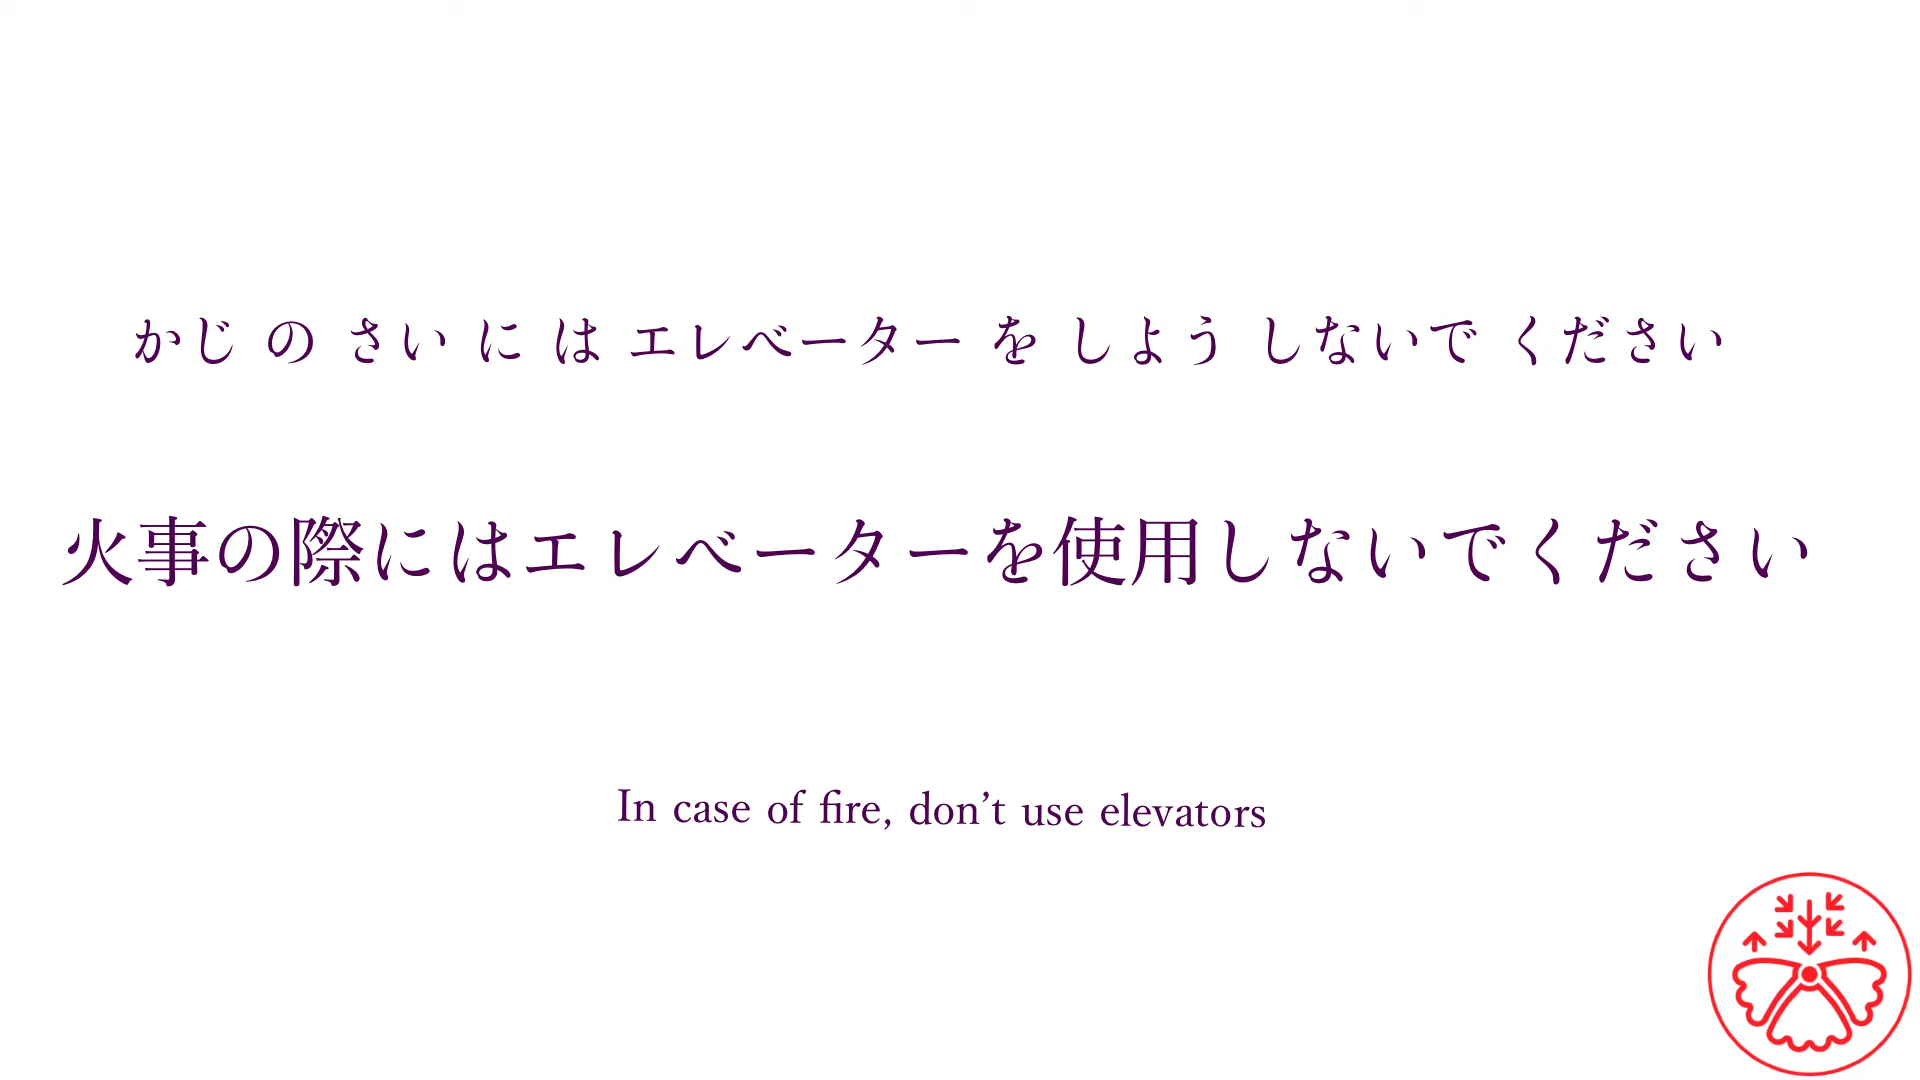 かじ の さい に は エレベーター を しよう しないで ください
火事の際にはエレベーターを使用しないでください
In case of fire, don’t use elevators